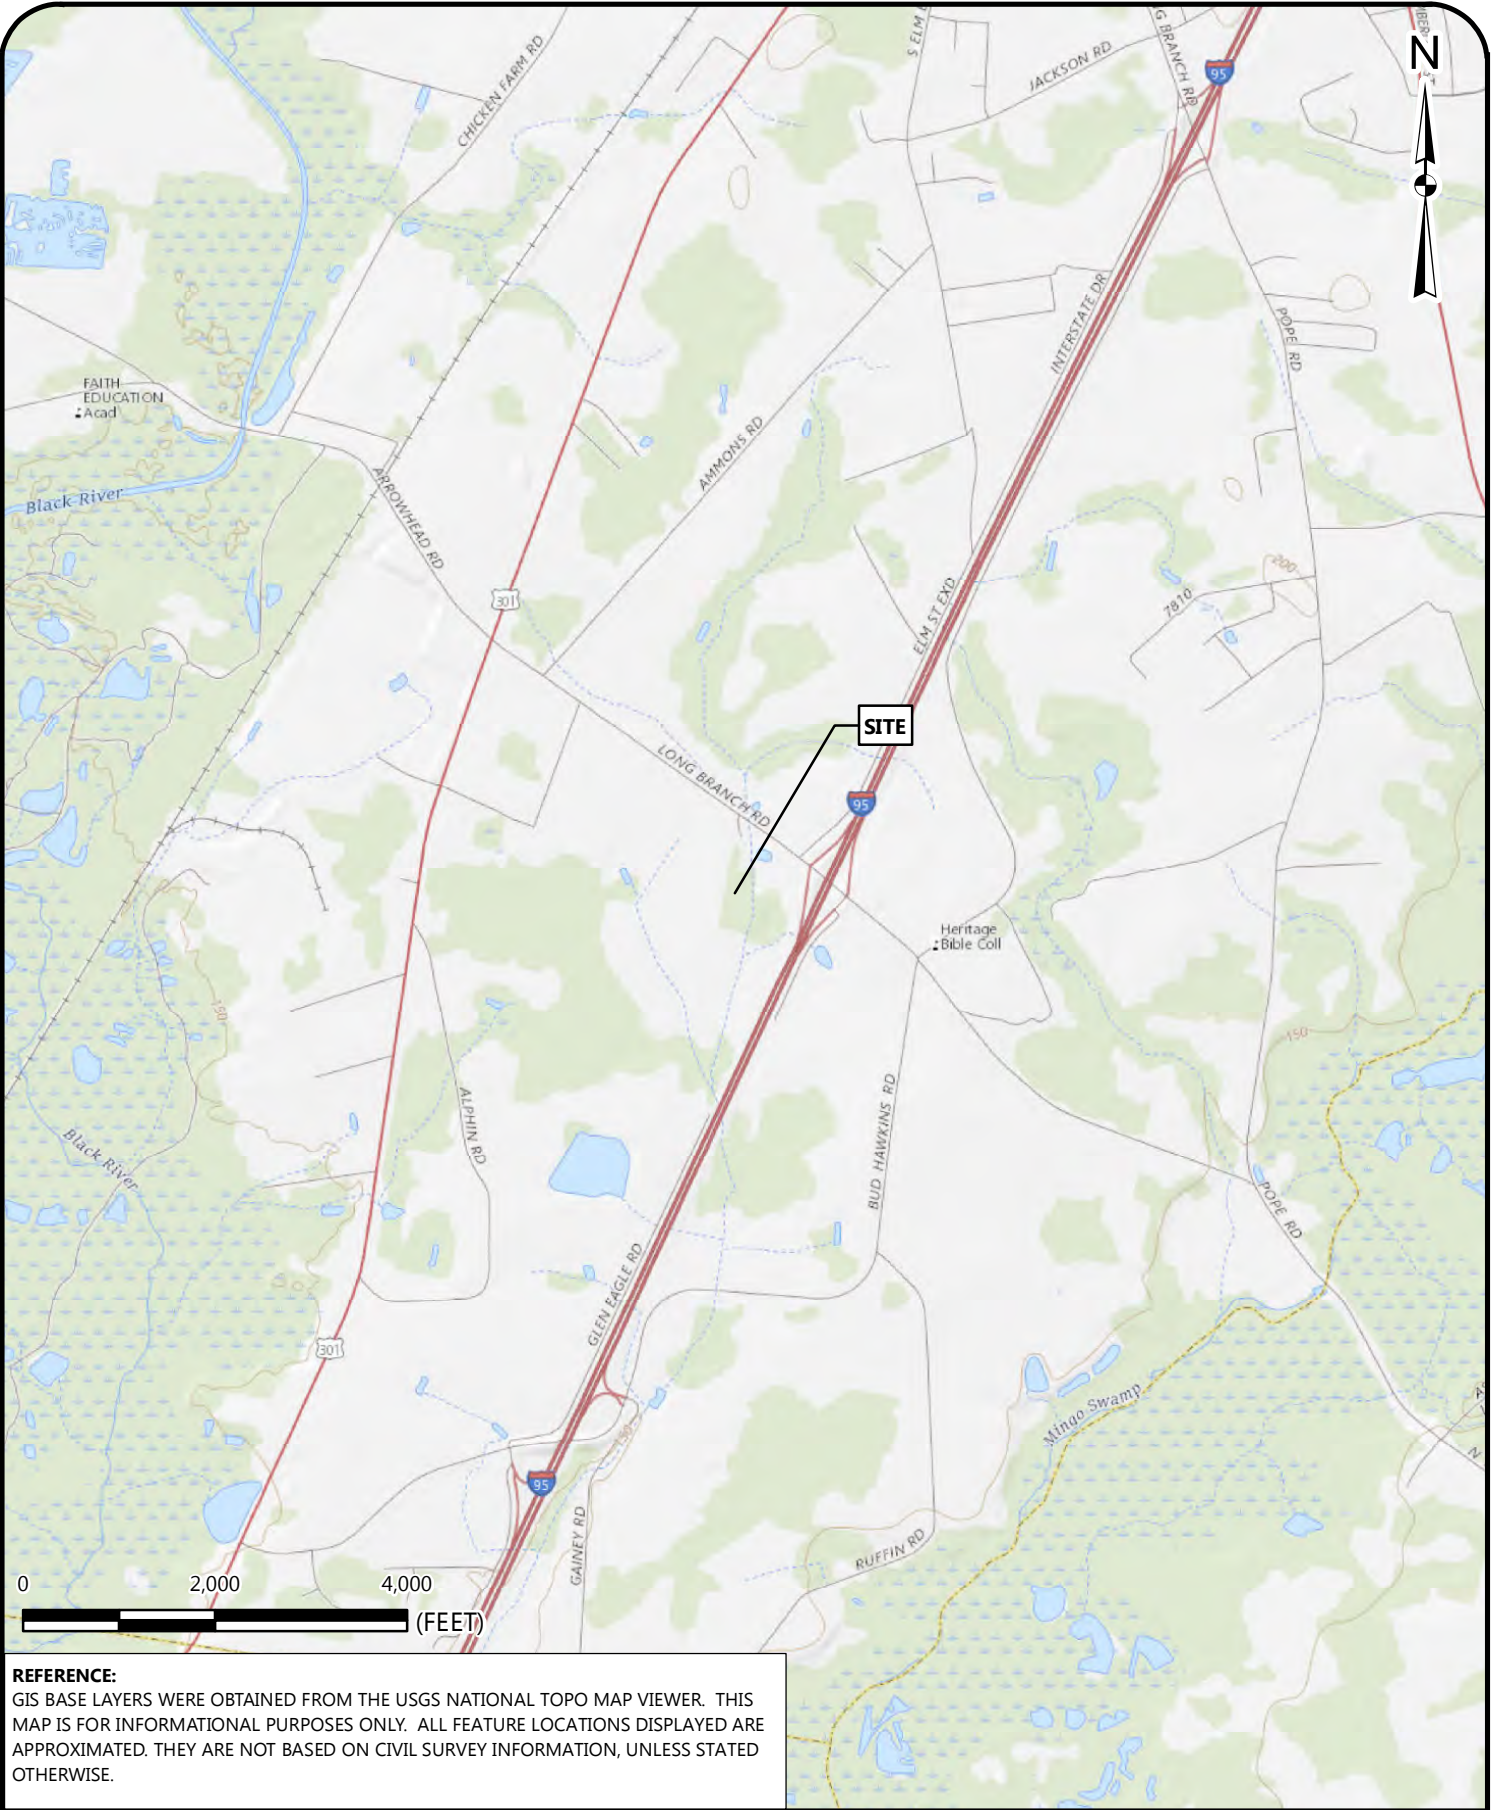 CHICKEN FARM RD
S ELM
JACKSON RD
G BRANCH RD
MBER
95
N
INTERSTATE DR
POPE RD
FAITH
EDUCATION
Acad
AMMONS RD
Black River
ARROWHEAD RD
301
ELM ST EXD
200
7810
SITE
LONG BRANCH RD
95
Heritage
Bible Coll
150
150
ALPHIN RD
BUD HAWKINS RD
Black River
POPE RD
GLEN EAGLE RD
301
Mingo Swamp
150
95
N
GAINEY RD
RUFFIN RD
0 2,000 4,000
(FEET)
REFERENCE:
GIS BASE LAYERS WERE OBTAINED FROM THE USGS NATIONAL TOPO MAP VIEWER. THIS
MAP IS FOR INFORMATIONAL PURPOSES ONLY. ALL FEATURE LOCATIONS DISPLAYED ARE
APPROXIMATED. THEY ARE NOT BASED ON CIVIL SURVEY INFORMATION, UNLESS STATED
OTHERWISE.